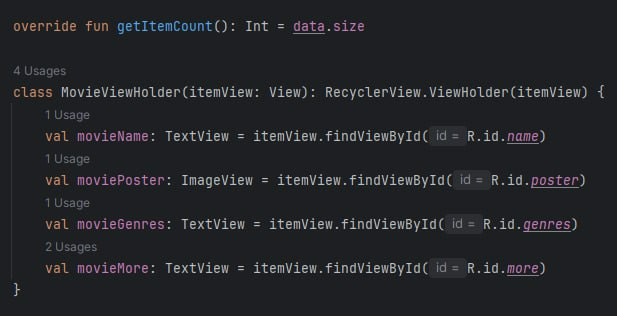 override fun getItemCount(): Int = data.size
4 Usages
class MovieViewHolder(itemView: View): RecyclerView.ViewHolder(itemView) {
1 Usage
val movieName: TextView = itemView.findViewById( id = R.id.name)
1 Usage
val moviePoster: ImageView = itemView.findViewById( id = R.id.poster)
1 Usage
val movieGenres: TextView = itemView.findViewById( id = R.id.genres)
2 Usages
val movieMore: TextView = itemView.findViewById( id = R.id.more)
}